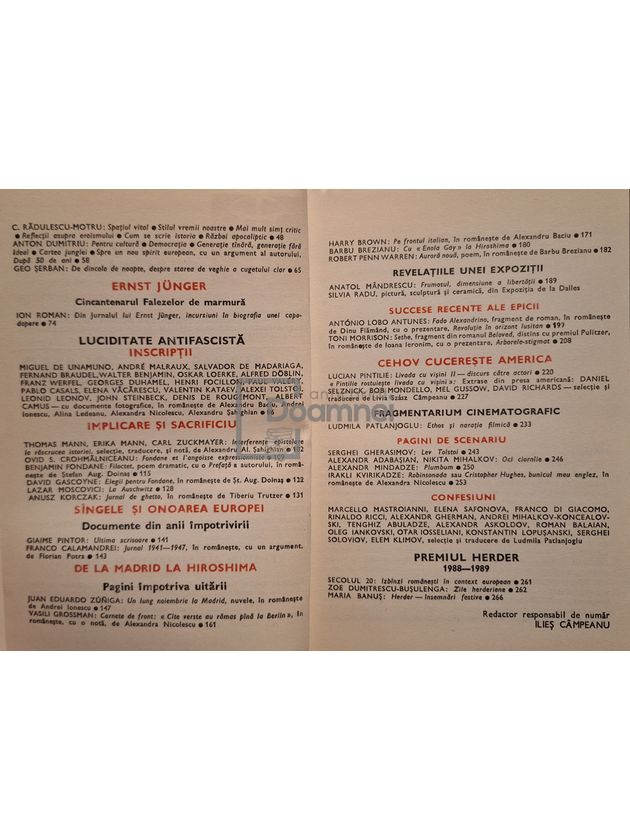 C. RĂDULESCU-MOTRU: Spațiul vital ● Stilul vremii noastre ● Mai mult simț critic
● Reflecții asupra eroismului ● Cum se scrie istoria ● Război apocaliptic ● 48
ANTON DUMITRIU: Pentru cultură ● Democrația ● Generație tînără, generație fără
ideal ● Cartea junglei ● Spre un nou spirit european, cu un argument al autorului,
După 50 de ani ● 58
GEO ȘERBAN: De dincolo de noapte, despre starea de veghe a cugetului clar ● 65
ERNST JÜNGER
Cincantenarul Falezelor de marmură
ION ROMAN: Din Jurnalul lui Ernst Jünger, incursiuni în biografia unei capo-
dopere ● 74
LUCIDITATE ANTIFASCISTĂ
INSCRIPȚII
MIGUEL DE UNAMUNO, ANDRÉ MALRAUX, SALVADOR DE MADARIAGA,
FERNAND BRAUDEL, WALTER BENJAMIN, OSKAR LOERKE, ALFRED DÖBLIN,
FRANZ WERFEL, GEORGES DUHAMEL, HENRI FOCILLON, PAUL VALÉRY,
PABLO CASALS, ELENA VĂCĂRESCU, VALENTIN KATAEV, ALEXEI TOLSTOI,
LEONID LEONOV, JOHN STEINBECK, DENIS DE ROUGEMONT, ALBERT
CAMUS — cu documente fotografice, în românește de Alexandru Baciu, Andrei
Ionescu, Alina Ledeanu, Alexandra Nicolescu, Alexandru Șahighian
IMPLICARE ȘI SACRIFICIU
THOMAS MANN, ERIKA MANN, CARL ZUCKMAYER: Interferențe epistolare
la răscrucea istoriei, selecție, traducere, și notă, de Alexandru Al. Șahighian ● 102
OVID S. CROHMĂLNICEANU: Fondane et l'angoisse expressionniste ● 109
BENJAMIN FONDANE: Filoctet, poem dramatic, cu o Prefață a autorului, în româ-
nește de Ștefan Aug. Doinaș ● 115
DAVID GASCOYNE: Elegii pentru Fondane, în românește de Șt. Aug. Doinaș ● 122
LAZAR MOSCOVICI: La Auschwitz ● 128
ANUSZ KORCZAK: Jurnal de ghetto, în românește de Tiberiu Trutzer ● 131
SÎNGELE ȘI ONOAREA EUROPEI
Documente din anii împotrivirii
GIAIME PINTOR: Ultima scrisoare ● 141
FRANCO CALAMANDREI: Jurnal 1941—1947, în românește, cu un argument,
de Florian Potra ● 143
DE LA MADRID LA HIROSHIMA
Pagini împotriva uitării
JUAN EDUARDO ZÚÑIGA: Un lung noiembrie la Madrid, nuvele, în românește
de Andrei Ionescu ● 147
VASILI GROSSMAN: Carnete de front: « Cîte verste au rămas pînă la Berlin», în
românește, cu o notă, de Alexandra Nicolescu ● 161
HARRY BROWN: Pe frontul italian, în românește de Alexandru Baciu ● 171
BARBU BREZIANU: Cu « Enola Gay » la Hiroshima ● 180
ROBERT PENN WARREN: Auroră nouă, poem, în românește de Barbu Brezianu ● 182
REVELAȚIILE UNEI EXPOZIȚII
ANATOL MÂNDRESCU: Frumosul, dimensiune a libertății ● 189
SILVIA RADU, pictură, sculptură și ceramică, din Expoziția de la Dalles
SUCCESE RECENTE ALE EPICII
ANTÓNIO LOBO ANTUNES: Fado Alexandrino, fragment de roman, în românește
de Dinu Flămând, cu o prezentare, Revoluție în orizont lusitan ● 199
TONI MORRISON: Sethe, fragment din romanul Beloved, distins cu premiul Pulitzer,
în românește de Ioana Ieronim, cu o prezentare, Arborele-stigmat ● 208
CEHOV CUCEREȘTE AMERICA
LUCIAN PINTILIE: Livada cu vișini II — discurs către actori ● 220
« Pintilie rostuiește livada cu vișini »: Extrase din presa americană: DANIEL
SELZNICK, BOB MONDELLO, MEL GUSSOW, DAVID RICHARDS — selecție și
traducere de Livia Szasz Câmpeanu ● 227
FRAGMENTARIUM CINEMATOGRAFIC
LUDMILA PATLANJOGLU: Ethos și narație filmică ● 233
PAGINI DE SCENARIU
SERGHEI GHERASIMOV: Lev Tolstoi ● 243
ALEXANDR ADABAȘIAN, NIKITA MIHALKOV: Oci ciornîie ● 246
ALEXANDR MINDADZE: Plumbum ● 250
IRAKLI KVIRIKADZE: Robinsonada sau Cristopher Hughes, bunicul meu englez, în
românește de Alexandra Nicolescu ● 253
CONFESIUNI
MARCELLO MASTROIANNI, ELENA SAFONOVA, FRANCO DI GIACOMO,
RINALDO RICCI, ALEXANDR GHERMAN, ANDREI MIHALKOV-KONCEALOV-
SKI, TENGHIZ ABULADZE, ALEXANDR ASKOLDOV, ROMAN BALAIAN,
OLEG IANKOVSKI, OTAR IOSSELIANI, KONSTANTIN LOPUȘANSKI, SERGHEI
SOLOVIOV, ELEM KLIMOV, selecție și traducere de Ludmila Patlanjoglu
PREMIUL HERDER
1988—1989
SECOLUL 20: Izbînzi românești în context european ● 261
ZOE DUMITRESCU-BUȘULENGA: Zile herderiene ● 262
MARIA BANUȘ: Herder — însemnări festive ● 266
Redactor responsabil de număr
ILIEȘ CÂMPEANU